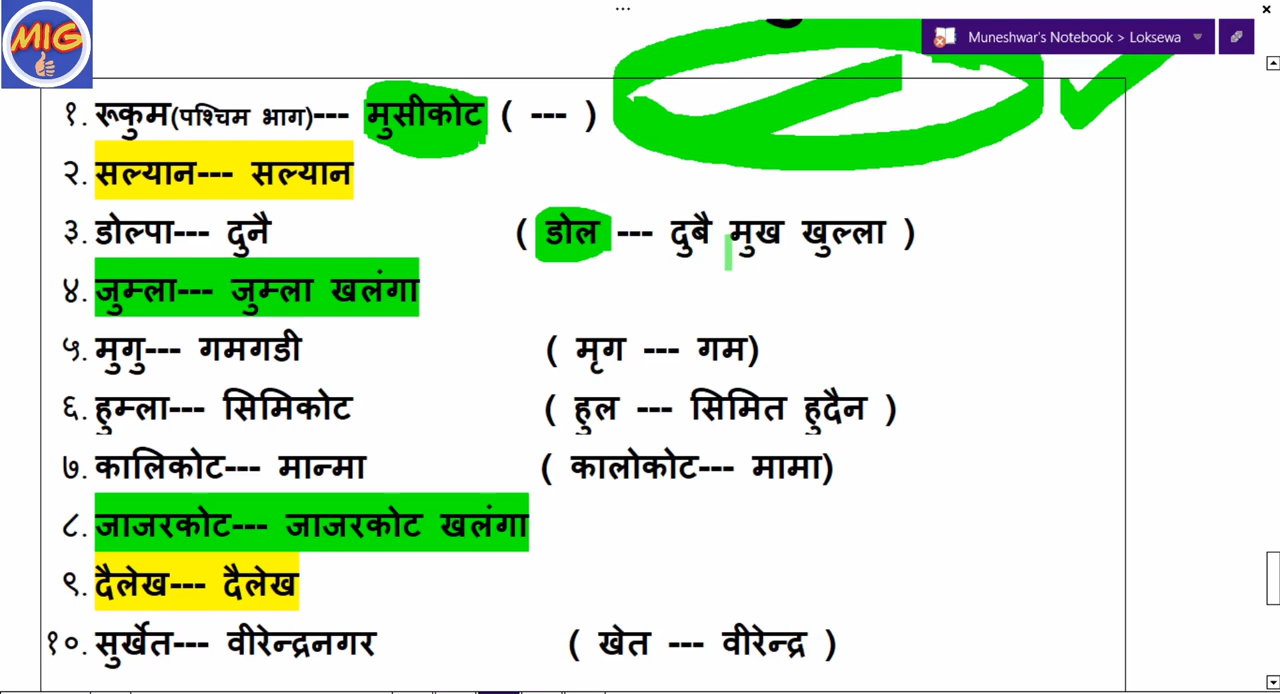 MIG
...
Muneshwar's Notebook > Loksewa
१. रूकुम(पश्चिम भाग)--- मुसीकोट ( --- )
२. सल्यान--- सल्यान
३. डोल्पा--- दुनै ( डोल --- दुबै मुख खुल्ला )
४. जुम्ला--- जुम्ला खलंगा
५. मुगु--- गमगडी ( मृग --- गम)
६. हुम्ला--- सिमिकोट ( हुल --- सिमित हुदैन )
७. कालिकोट--- मान्मा ( कालोकोट--- मामा)
८. जाजरकोट--- जाजरकोट खलंगा
९. दैलेख--- दैलेख
१०. सुर्खेत--- वीरेन्द्रनगर ( खेत --- वीरेन्द्र )